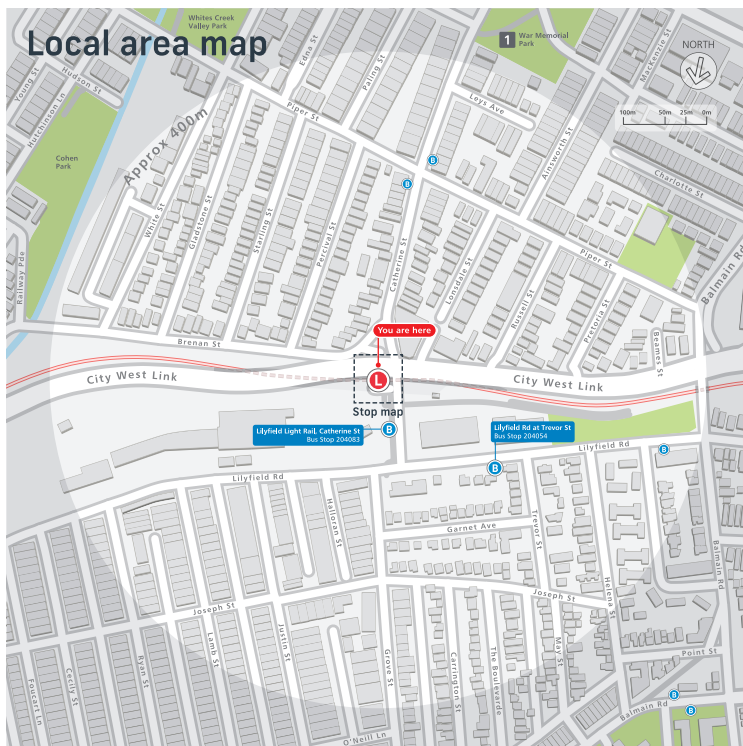 Local area map
Whites Creek
Valley Park
1
War Memorial
Park
NORTH
100m 50m 25m 0m
Approx 400m
Young St
Hudson St
Hutchinson Ln
Cohen
Park
Railway Pde
Edna St
Paling St
Piper St
Leys Ave
Ainsworth St
MacKenzie St
Charlotte St
Balmain Rd
Piper St
B
B
White St
Gladstone St
Starling St
Percival St
Catherine St
Lonsdale St
Russell St
Pretoria St
Beames St
Brenan St
You are here
City West Link
L
City West Link
Stop map
Lilyfield Light Rail, Catherine St
Bus Stop 204083
B
Lilyfield Rd at Trevor St
Bus Stop 204054
B
Lilyfield Rd
B
Lilyfield Rd
Halloran St
Garnet Ave
Trevor St
Helena St
Balmain Rd
Joseph St
Joseph St
Foucart Ln
Cecily St
Ryan St
Lamb St
Justin St
Grove St
Carrington St
The Boulevarde
May St
Point St
B
Balmain Rd
B
O'Neill Ln